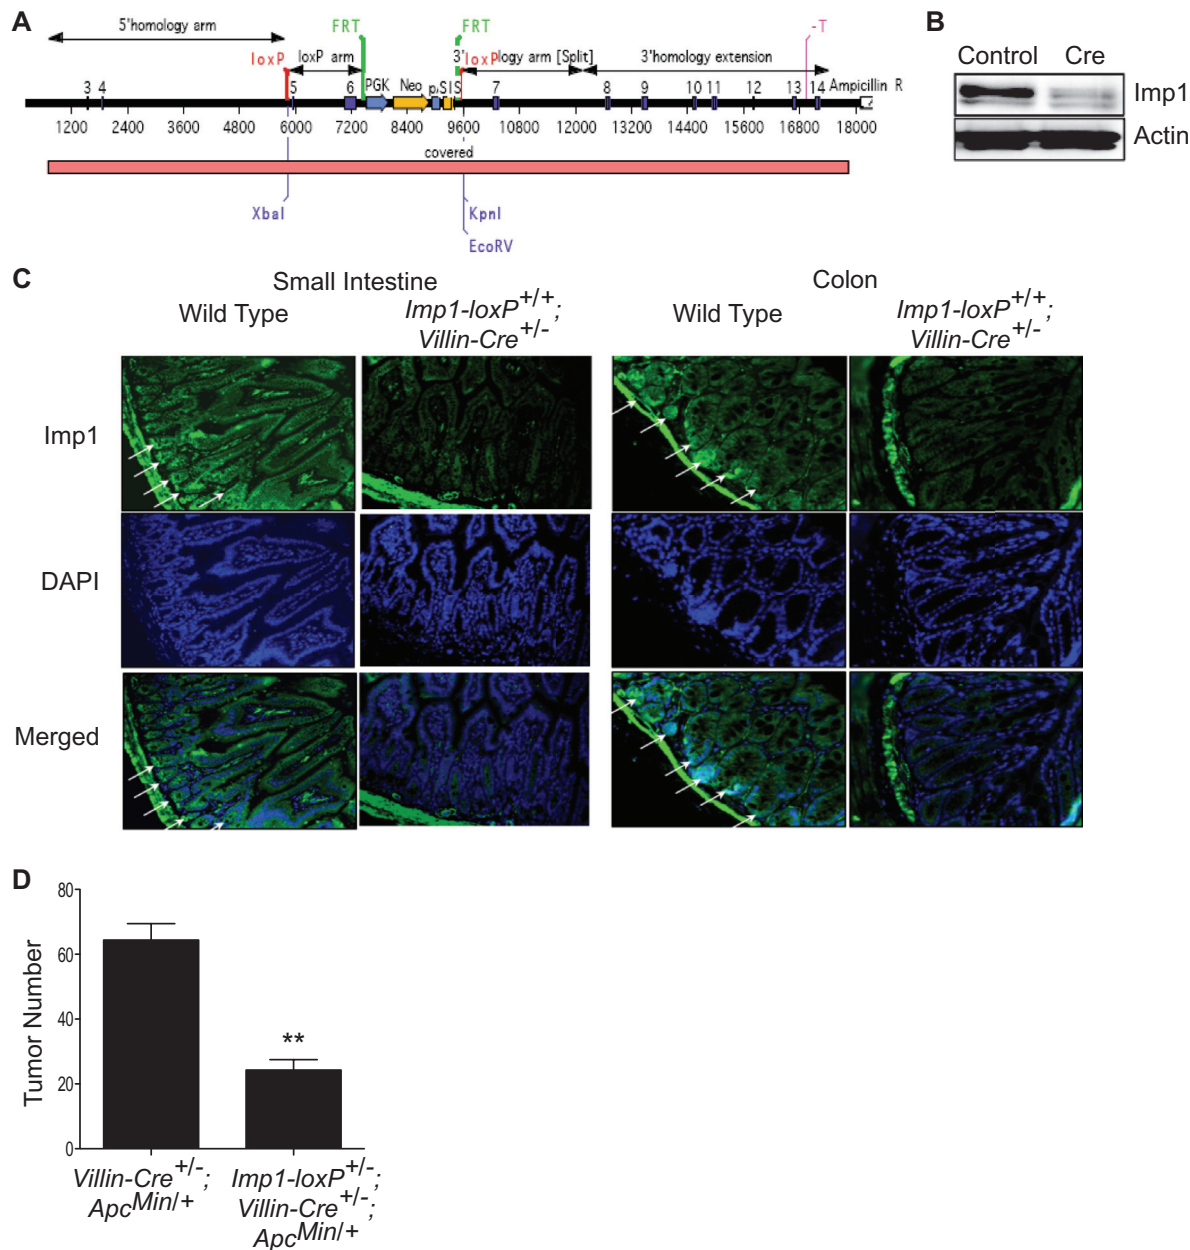 A
5'homology arm
FRT
FRT
-T
loxP
loxP arm
3'
loxP
logy arm [Split]
3'homology extension
3 4 5 6 PGK Neo 7 8 9 10 11 12 13 14 Ampicillin R
1200 2400 3600 4800 6000 7200 8400 9600 10800 12000 13200 14400 15600 16800 18000
covered
XbaI
KpnI
EcoRV
B
Control Cre
Imp1
Actin
C
Small Intestine
Colon
Wild Type
Imp1-loxP+/+;
Villin-Cre+/-
Wild Type
Imp1-loxP+/+;
Villin-Cre+/-
Imp1
DAPI
Merged
D
Tumor Number
80
60
40
20
0
**
Villin-Cre+/-;
ApcMin/+
Imp1-loxP+/-;
Villin-Cre+/-;
ApcMin/+